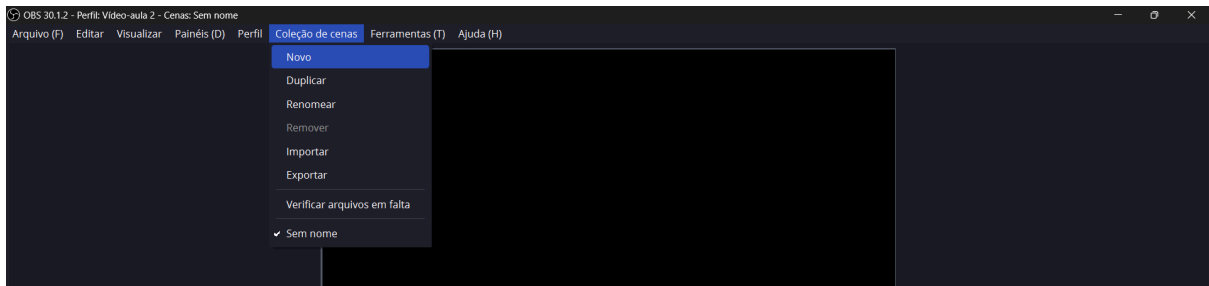 OBS 30.1.2 - Perfil: Vídeo-aula 2 - Cenas: Sem nome
Arquivo (F) Editar Visualizar Painéis (D) Perfil Coleção de cenas Ferramentas (T) Ajuda (H)
Novo
Duplicar
Renomear
Remover
Importar
Exportar
Verificar arquivos em falta
Sem nome